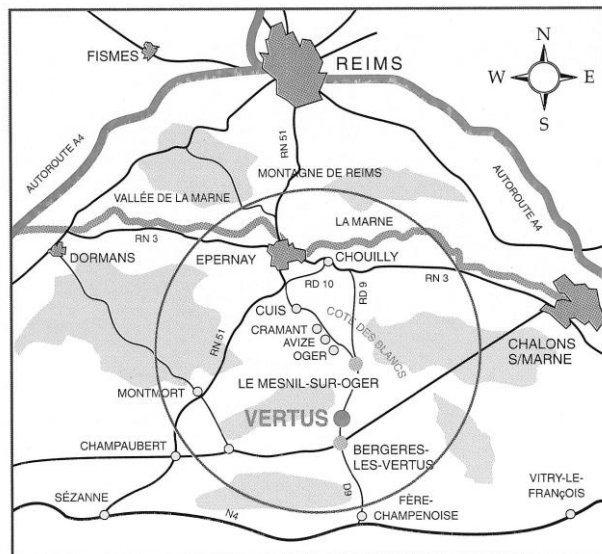 FISMES
REIMS
N
W E
S
AUTOROUTE A4
RN 51
MONTAGNE DE REIMS
VALLÉE DE LA MARNE
AUTOROUTE A4
LA MARNE
RN 3
DORMANS
EPERNAY
CHOUILLY
RD 10
RD 9
RN 3
CUIS
CRAMANT
AVIZE
OGER
COTE DES BLANCS
RN 51
CHALONS
S/MARNE
LE MESNIL-SUR-OGER
MONTMORT
VERTUS
CHAMPAUBERT
BERGERES-
LES-VERTUS
D9
SÉZANNE
N4
FÈRE-
CHAMPENOISE
VITRY-LE-
FRANÇOIS